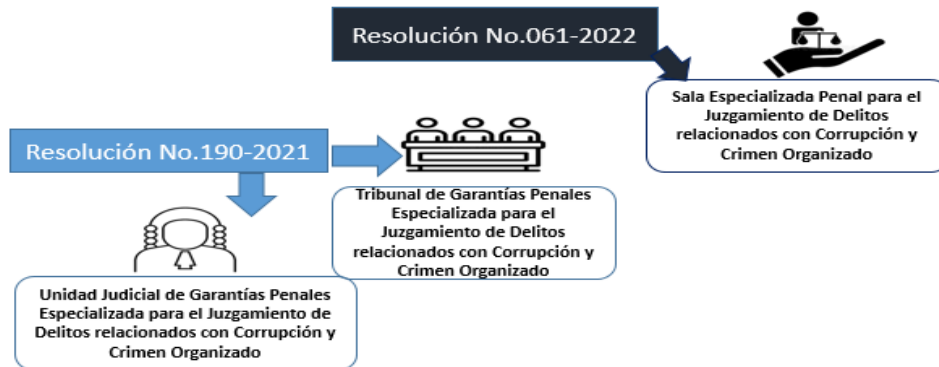 Resolución No.061-2022
Sala Especializada Penal para el
Juzgamiento de Delitos
relacionados con Corrupción y
Crimen Organizado
Resolución No.190-2021
Tribunal de Garantías Penales
Especializada para el
Juzgamiento de Delitos
relacionados con Corrupción y
Crimen Organizado
Unidad Judicial de Garantías Penales
Especializada para el Juzgamiento de
Delitos relacionados con Corrupción y
Crimen Organizado